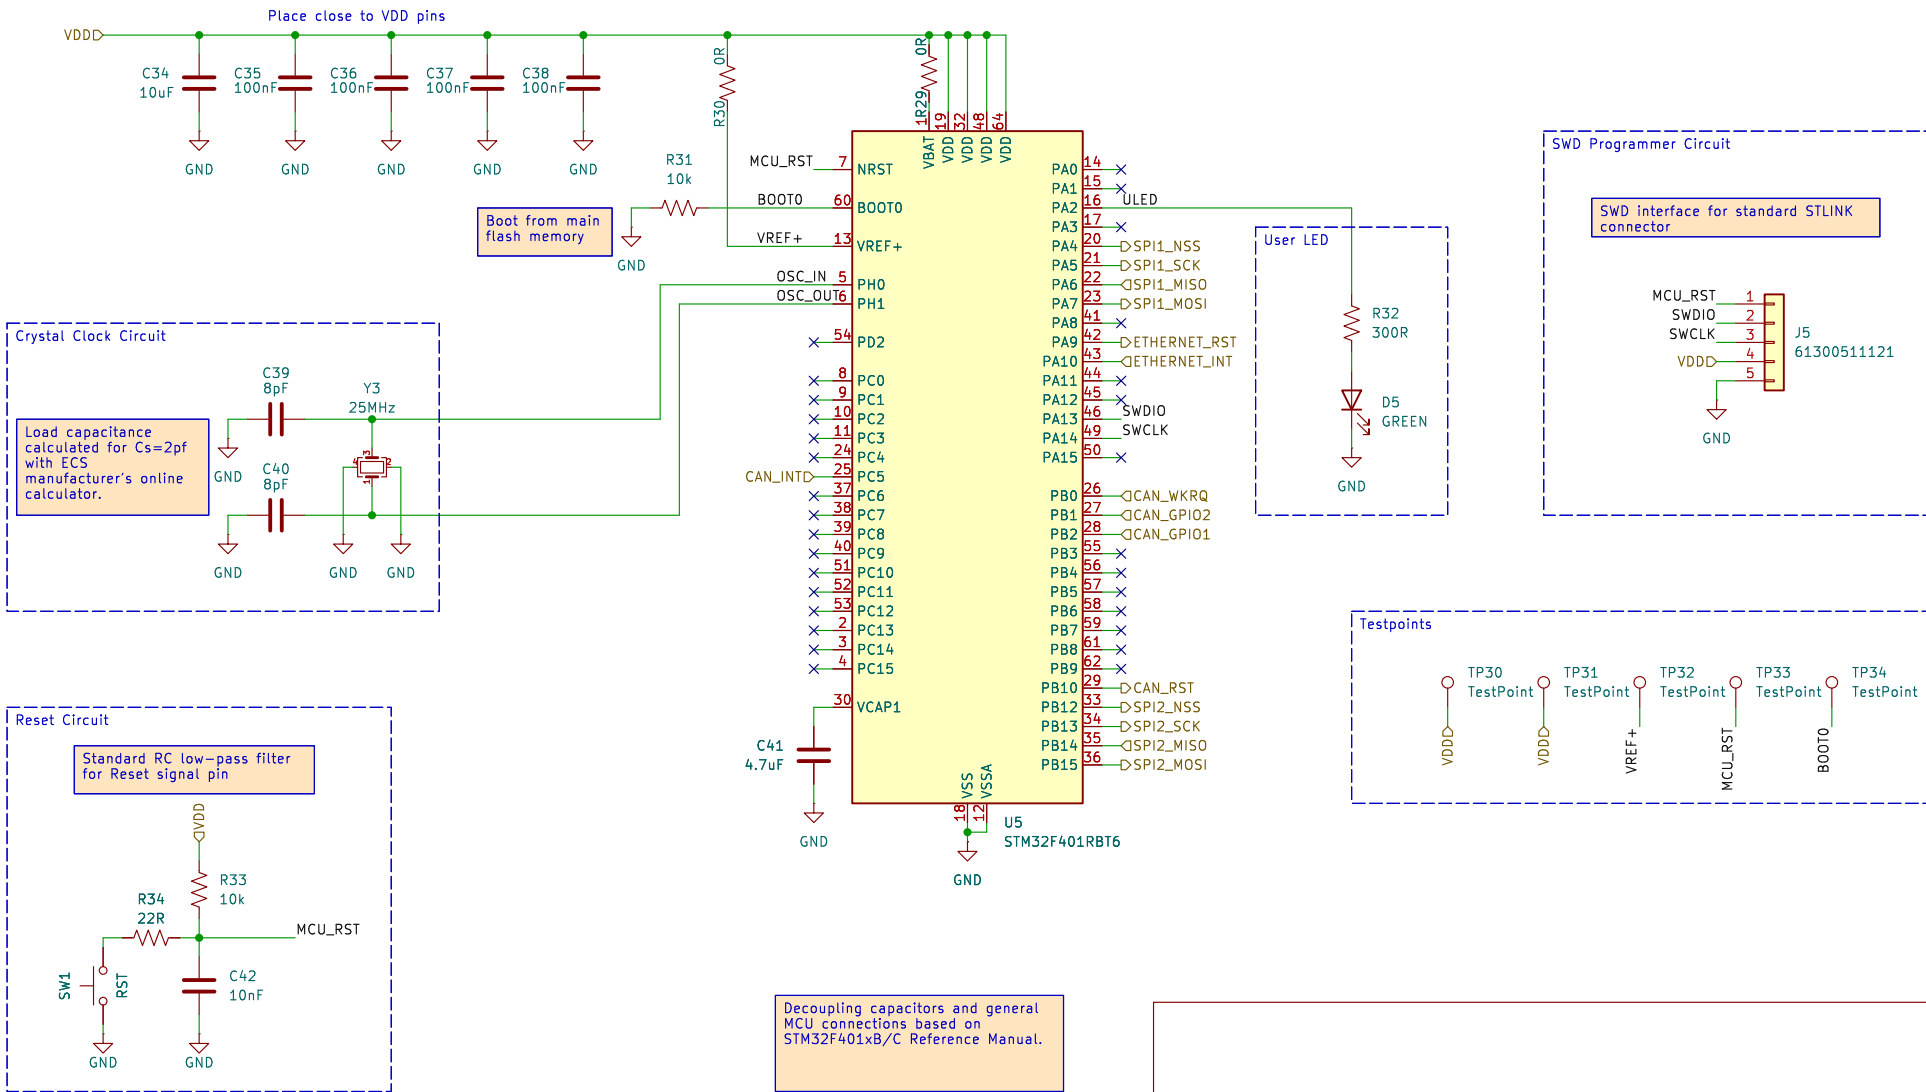 Place close to VDD pins
VDD
C34
10uF
C35
100nF
C36
100nF
C37
100nF
C38
100nF
GND
GND
GND
GND
GND
0R
R30
0R
R29
1
19
32
48
64
VBAT
VDD
VDD
VDD
VDD
MCU_RST
7
NRST
R31
10k
BOOT0
60
BOOT0
Boot from main
flash memory
GND
VREF+
13
VREF+
OSC_IN
5
PH0
OSC_OUT
6
PH1
54
PD2
8
PC0
9
PC1
10
PC2
11
PC3
24
PC4
CAN_INT
25
PC5
37
PC6
38
PC7
39
PC8
40
PC9
51
PC10
52
PC11
53
PC12
2
PC13
3
PC14
4
PC15
30
VCAP1
C41
4.7uF
GND
VSS
VSSA
18
12
U5
STM32F401RBT6
GND
PA0
14
PA1
15
PA2
16
ULED
PA3
17
PA4
20
SPI1_NSS
PA5
21
SPI1_SCK
PA6
22
SPI1_MISO
PA7
23
SPI1_MOSI
PA8
41
PA9
42
ETHERNET_RST
PA10
43
ETHERNET_INT
PA11
44
PA12
45
PA13
46
SWDIO
PA14
49
SWCLK
PA15
50
PB0
26
CAN_WKRQ
PB1
27
CAN_GPIO2
PB2
28
CAN_GPIO1
PB3
55
PB4
56
PB5
57
PB6
58
PB7
59
PB8
61
PB9
62
PB10
29
CAN_RST
PB12
33
SPI2_NSS
PB13
34
SPI2_SCK
PB14
35
SPI2_MISO
PB15
36
SPI2_MOSI
User LED
R32
300R
D5
GREEN
GND
SWD Programmer Circuit
SWD interface for standard STLINK
connector
MCU_RST
1
SWDIO
2
SWCLK
3
VDD
4
5
J5
61300511121
GND
Crystal Clock Circuit
C39
8pF
Y3
25MHz
Load capacitance
calculated for Cs=2pf
with ECS
manufacturer's online
calculator.
GND
C40
8pF
3
4
2
1
GND
GND
GND
Testpoints
TP30
TestPoint
TP31
TestPoint
TP32
TestPoint
TP33
TestPoint
TP34
TestPoint
VDD
VDD
VREF+
MCU_RST
BOOT0
Reset Circuit
Standard RC low-pass filter
for Reset signal pin
VDD
R33
10k
R34
22R
MCU_RST
SW1
RST
C42
10nF
GND
GND
Decoupling capacitors and general
MCU connections based on
STM32F401xB/C Reference Manual.